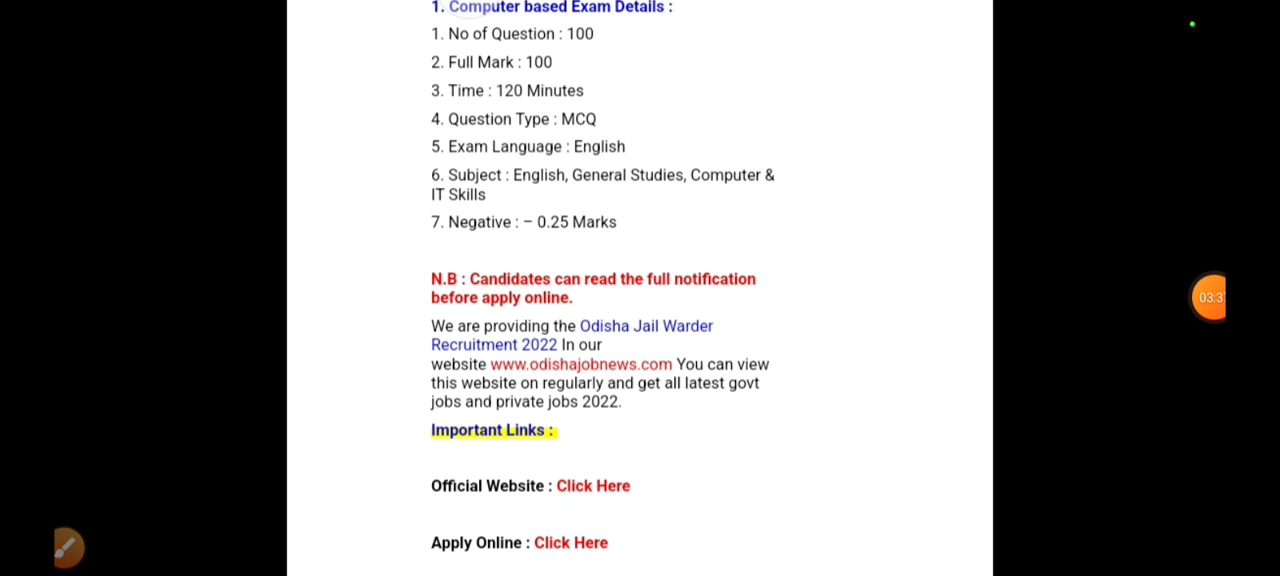 1. Computer based Exam Details :
1. No of Question : 100
2. Full Mark : 100
3. Time : 120 Minutes
4. Question Type : MCQ
5. Exam Language : English
6. Subject : English, General Studies, Computer &
IT Skills
7. Negative : – 0.25 Marks
N.B : Candidates can read the full notification
before apply online.
We are providing the Odisha Jail Warder
Recruitment 2022 In our
website www.odishajobnews.com You can view
this website on regularly and get all latest govt
jobs and private jobs 2022.
Important Links :
Official Website : Click Here
Apply Online : Click Here